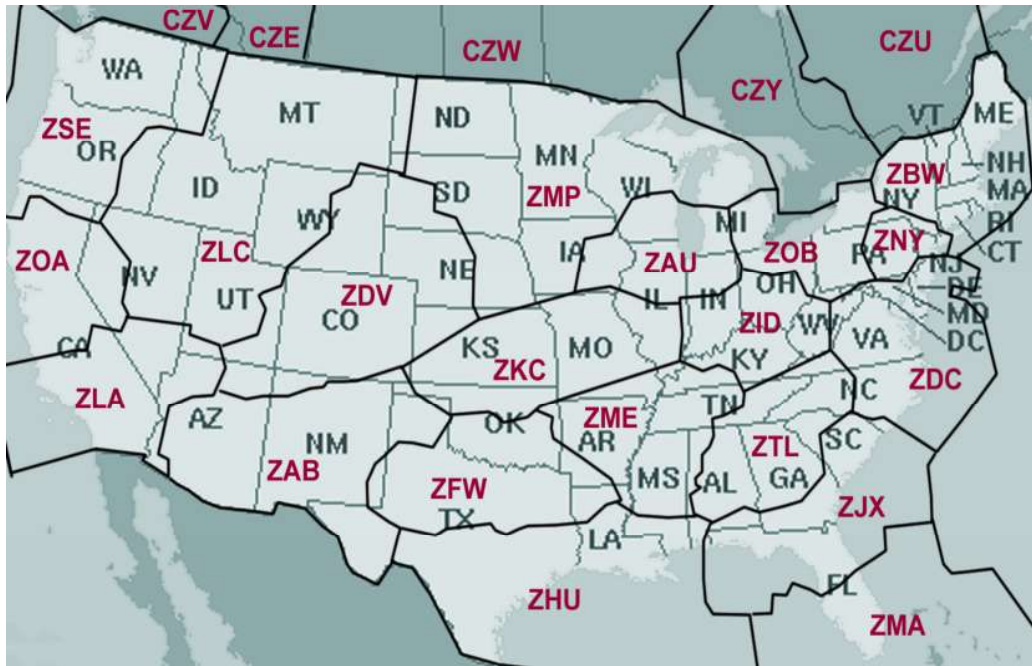 CZV
CZE
CZW
CZU
CZY
WA
MT
ND
VT
ME
ZSE
OR
MN
ZBW
NH
ID
SD
ZMP
WI
NY
MA
WY
MI
RI
ZOA
NV
ZLC
IA
ZAU
ZOB
PA
ZNY
CT
NE
NJ
UT
ZDV
IL
IN
OH
DE
CO
ZID
WV
MD
CA
KS
MO
VA
DC
KY
ZKC
ZDC
ZLA
NC
AZ
ZME
TN
OK
NM
AR
ZTL
SC
ZAB
MS
AL
GA
ZFW
TX
ZJX
LA
FL
ZHU
ZMA